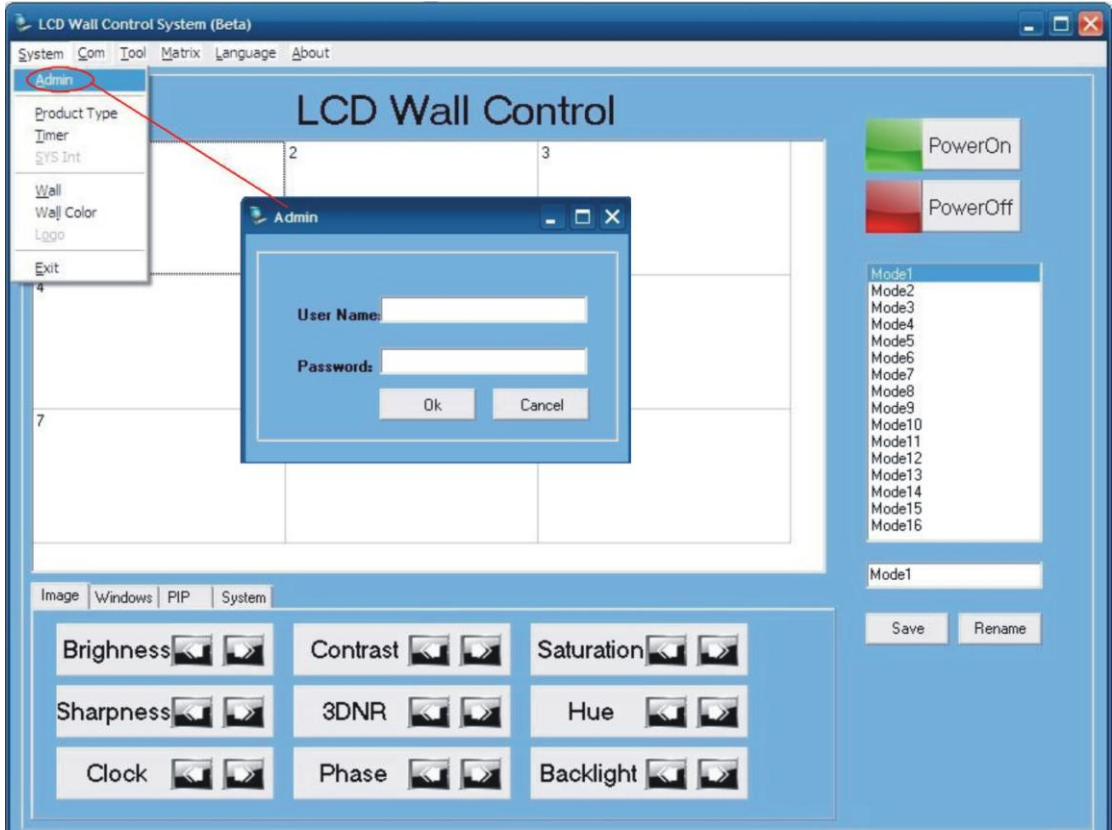 LCD Wall Control System (Beta)
System Com Tool Matrix Language About
Admin
Product Type
Timer
SYS Int
Wall
Wall Color
Logo
Exit
LCD Wall Control
2
3
4
7
Admin
User Name:
Password:
Ok Cancel
PowerOn
PowerOff
Mode1
Mode2
Mode3
Mode4
Mode5
Mode6
Mode7
Mode8
Mode9
Mode10
Mode11
Mode12
Mode13
Mode14
Mode15
Mode16
Mode1
Save Rename
Image Windows PIP System
Brighness Contrast Saturation
Sharpness 3DNR Hue
Clock Phase Backlight